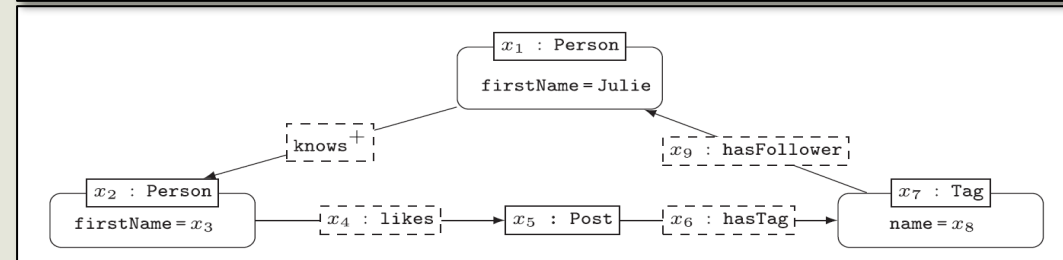 x₁ : Person
firstName = Julie
knows⁺
x₉ : hasFollower
x₂ : Person
x₇ : Tag
firstName = x₃
x₄ : likes
x₅ : Post
x₆ : hasTag
name = x₈